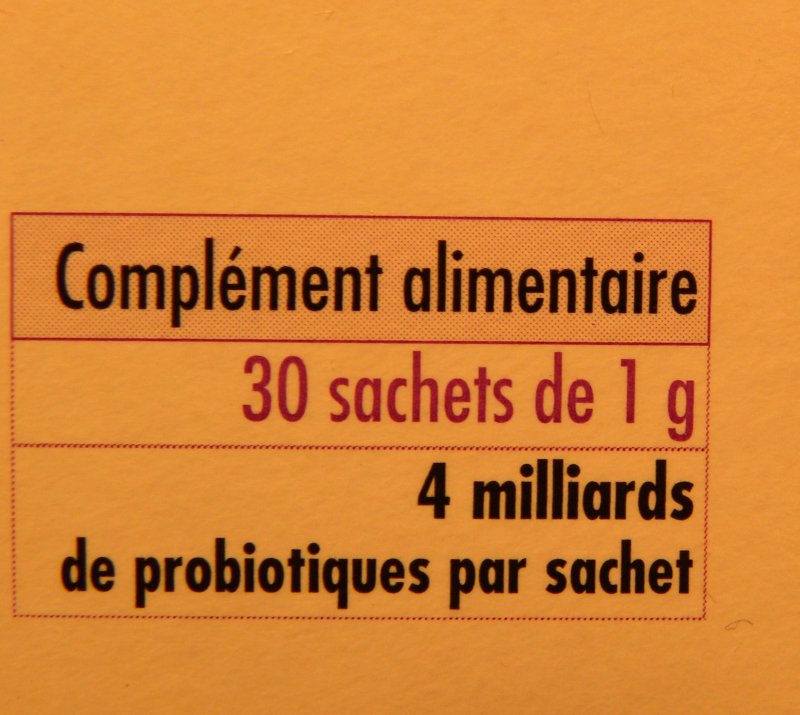 Complément alimentaire
30 sachets de 1 g
4 milliards
de probiotiques par sachet